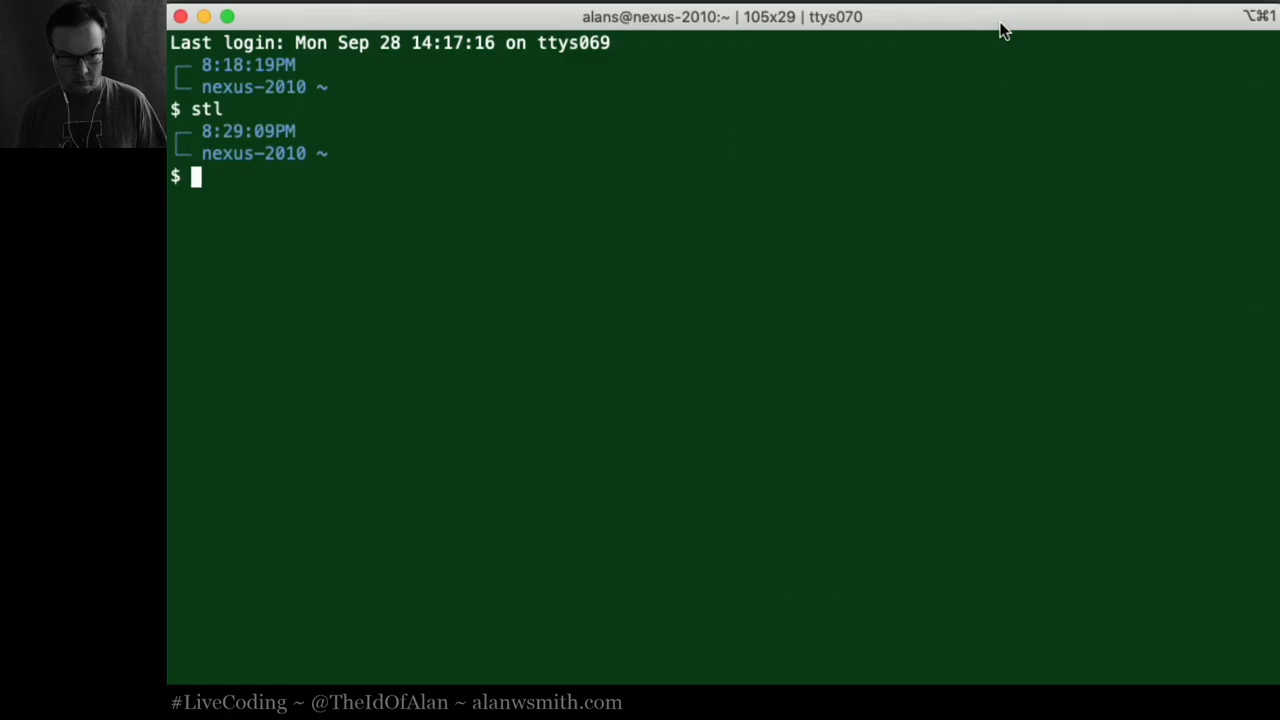 alans@nexus-2010:~ | 105x29 | ttys070
⌥⌘1
Last login: Mon Sep 28 14:17:16 on ttys069
8:18:19PM
nexus-2010 ~
$ stl
8:29:09PM
nexus-2010 ~
$
#LiveCoding ~ @TheIdOfAlan ~ alanwsmith.com